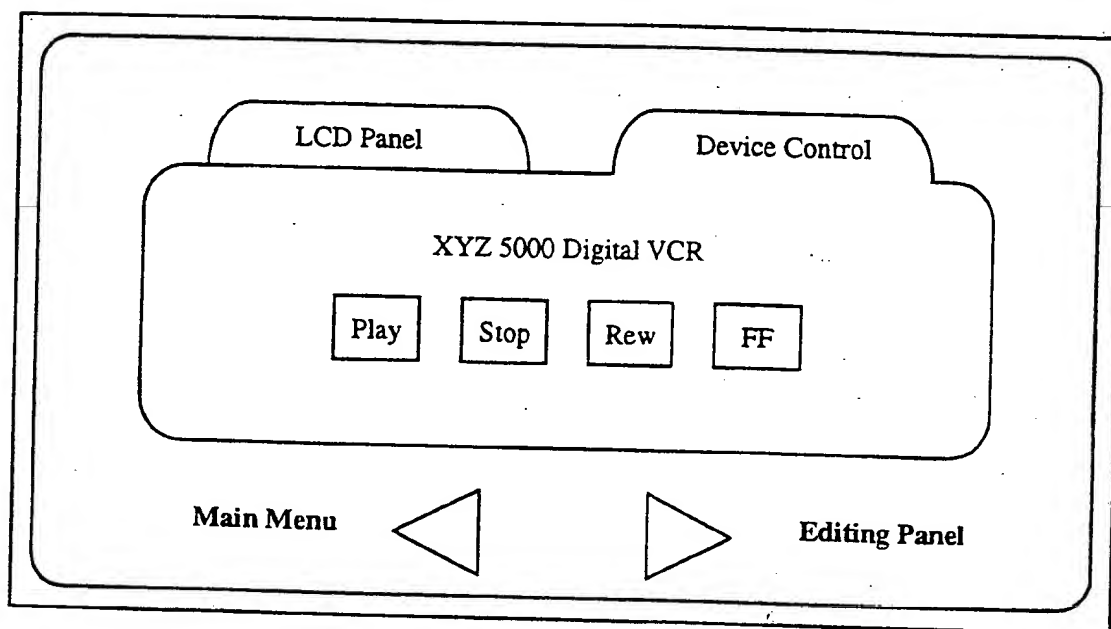 LCD Panel
Device Control
XYZ 5000 Digital VCR
Play
Stop
Rew
FF
Main Menu
Editing Panel